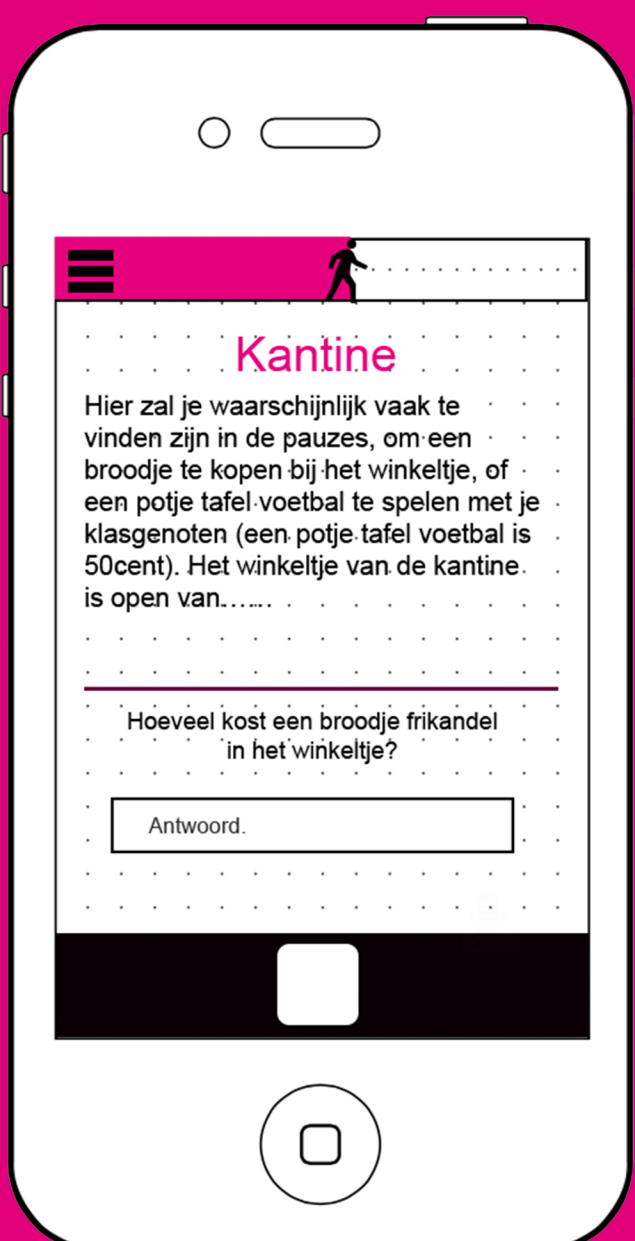 Kantine
Hier zal je waarschijnlijk vaak te
vinden zijn in de pauzes, om een
broodje te kopen bij het winkeltje, of
een potje tafel voetbal te spelen met je
klasgenoten (een potje tafel voetbal is
50cent). Het winkeltje van de kantine
is open van......
Hoeveel kost een broodje frikandel
in het winkeltje?
Antwoord.